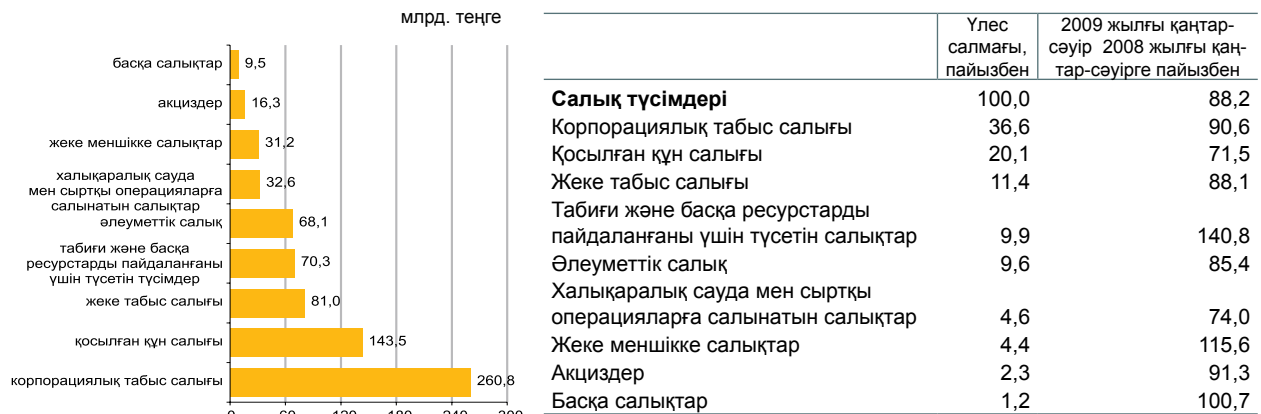 млрд. теңге
басқа салықтар 9,5
акциздер 16,3
жеке меншікке салықтар 31,2
халықаралық сауда
мен сыртқы операцияларға
салынатын салықтар
32,6
әлеуметтік салық 68,1
табиғи және басқа
ресурстарды пайдаланғаны
үшін түсетін түсімдер
70,3
жеке табыс салығы 81,0
қосылған құн салығы 143,5
корпорациялық табыс салығы 260,8
0 60 120 180 240 300
Үлес
салмағы,
пайызбен
2009 жылғы қаңтар-
сәуір 2008 жылғы қаң-
тар-сәуірге пайызбен
Салық түсімдері 100,0 88,2
Корпорациялық табыс салығы 36,6 90,6
Қосылған құн салығы 20,1 71,5
Жеке табыс салығы 11,4 88,1
Табиғи және басқа ресурстарды
пайдаланғаны үшін түсетін салықтар 9,9 140,8
Әлеуметтік салық 9,6 85,4
Халықаралық сауда мен сыртқы
операцияларға салынатын салықтар 4,6 74,0
Жеке меншікке салықтар 4,4 115,6
Акциздер 2,3 91,3
Басқа салықтар 1,2 100,7